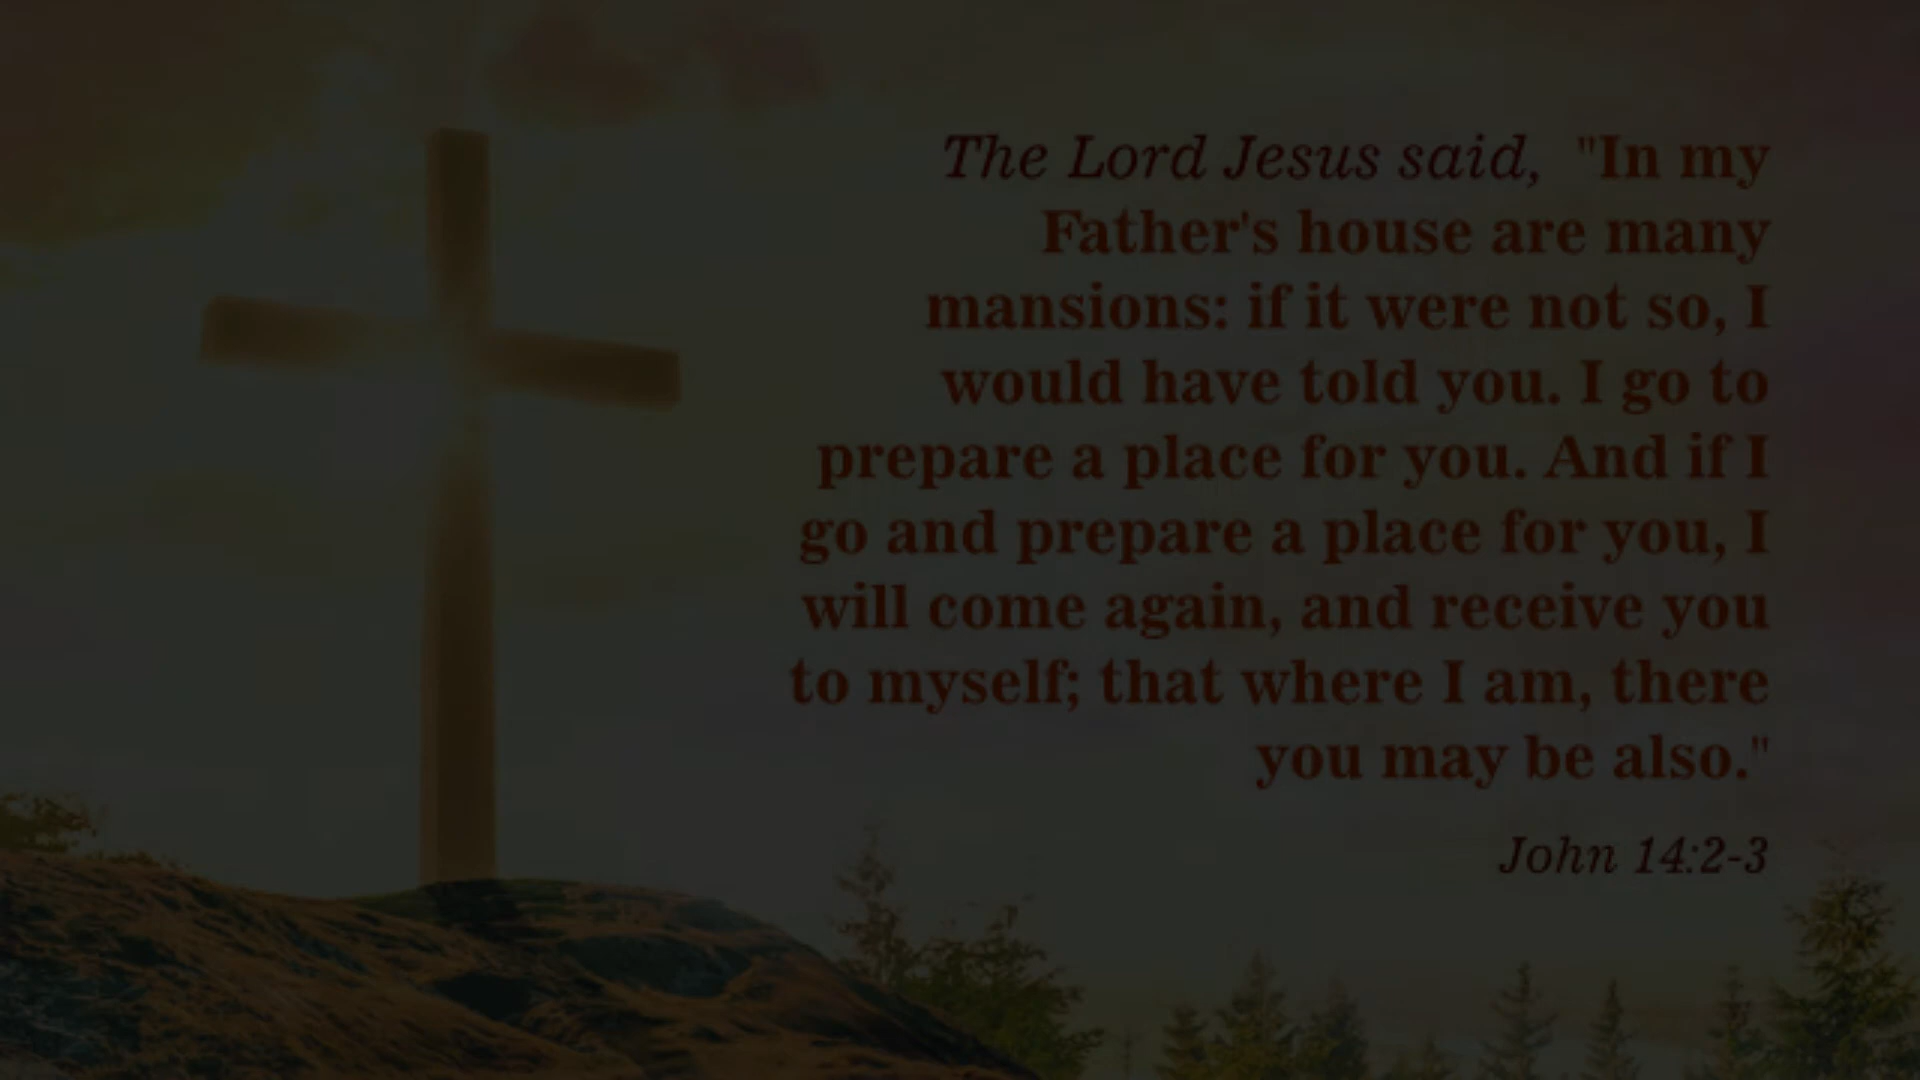 The Lord Jesus said, "In my
Father's house are many
mansions: if it were not so, I
would have told you. I go to
prepare a place for you. And if I
go and prepare a place for you, I
will come again, and receive you
to myself; that where I am, there
you may be also."
John 14:2-3